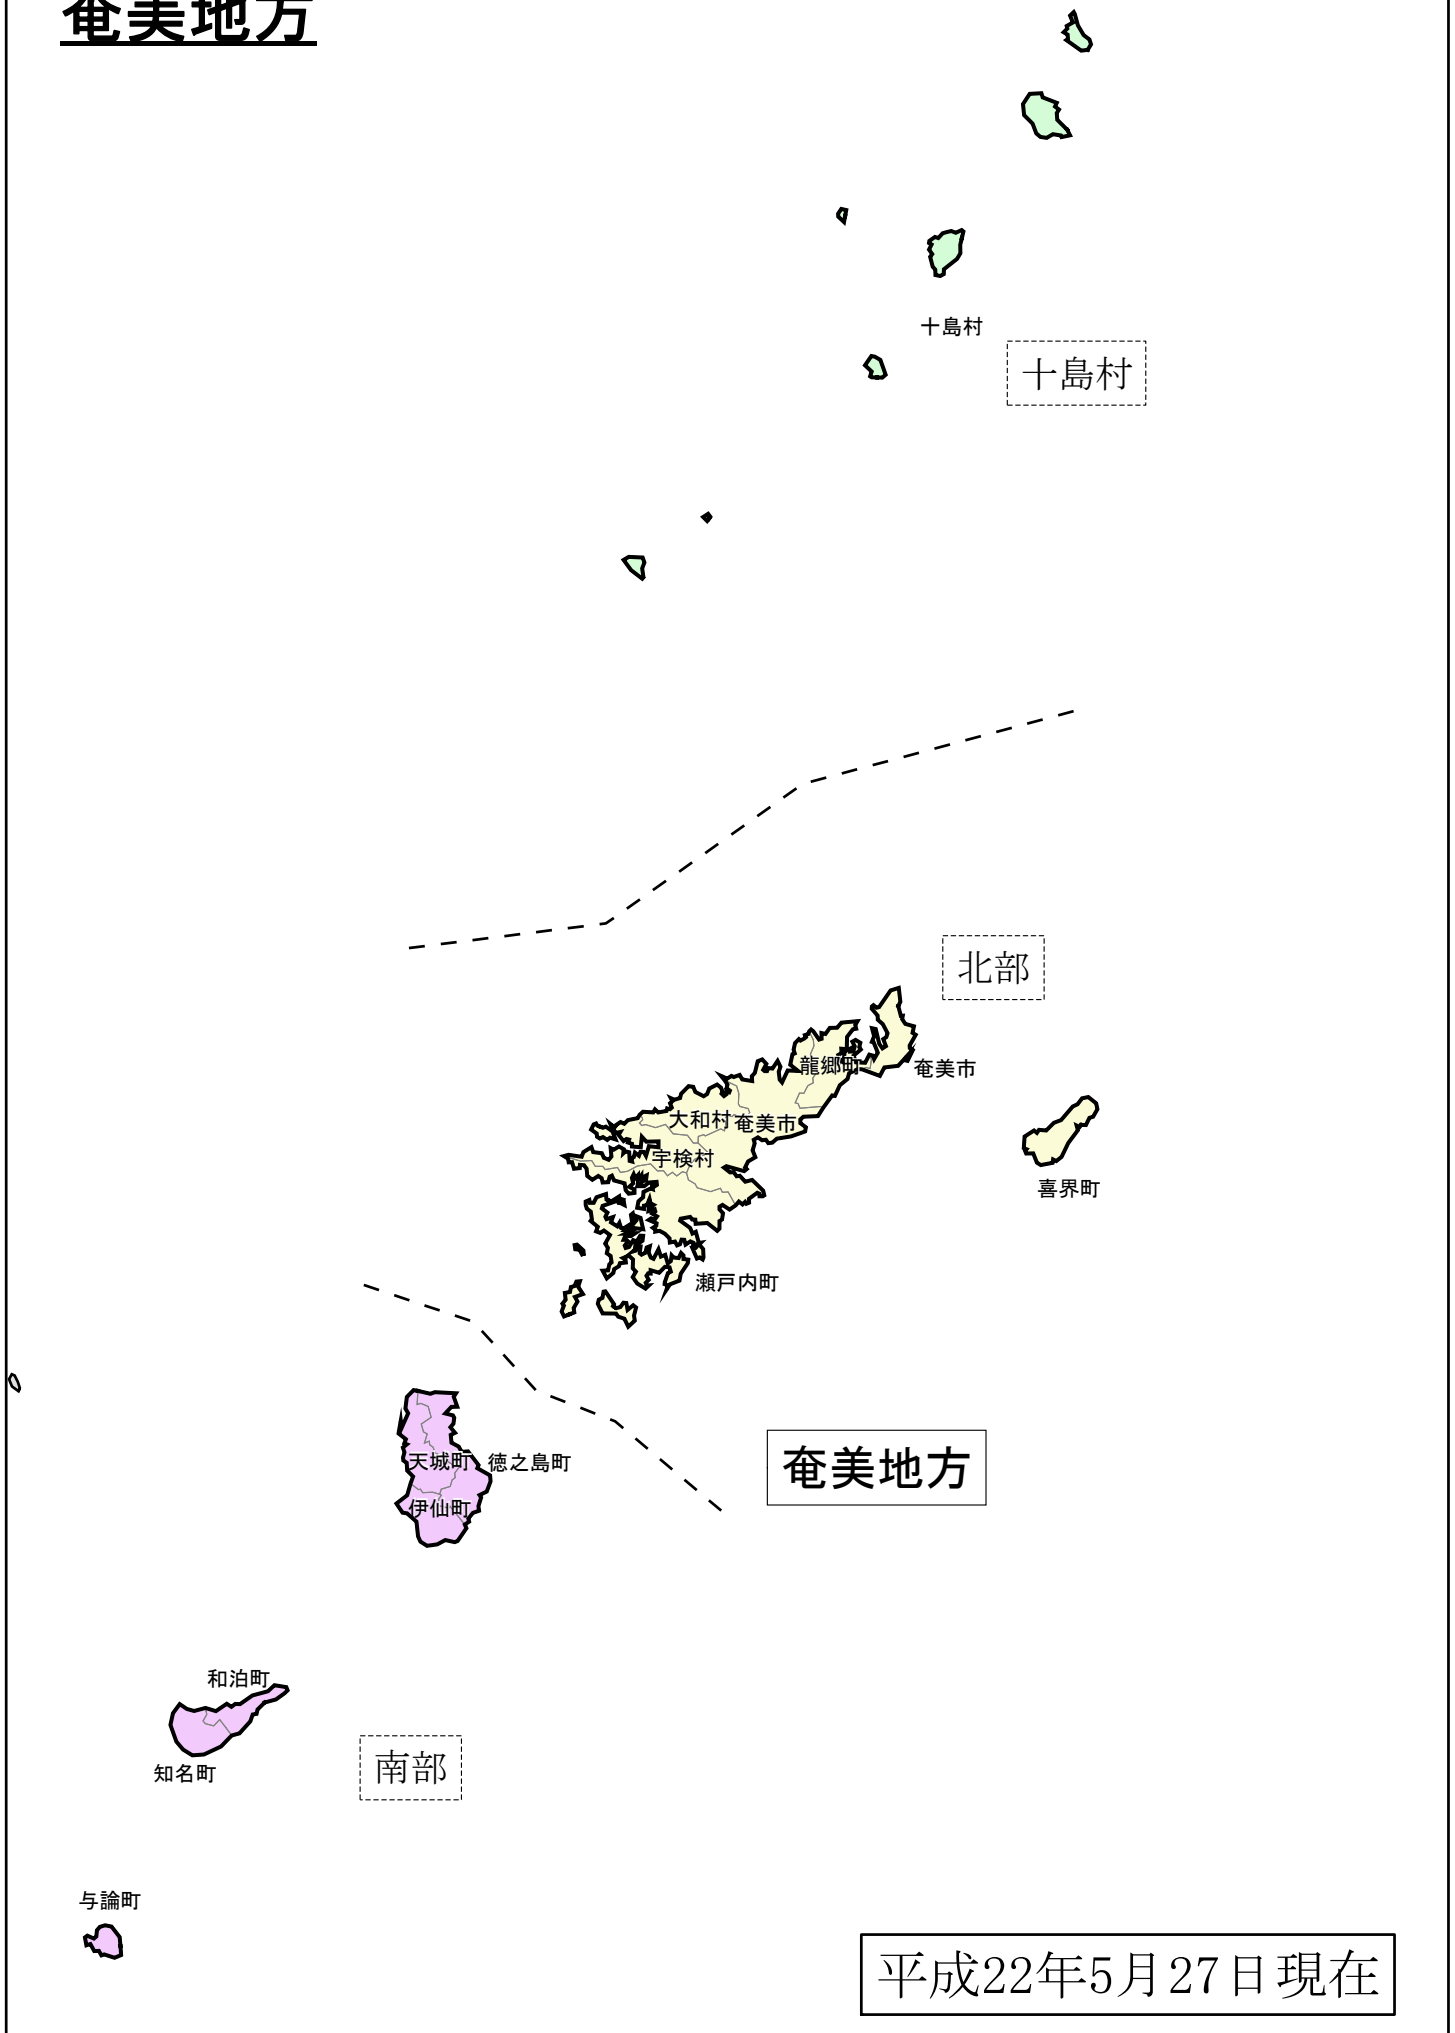 奄美地方
十島村
十島村
北部
龍郷町
奄美市
大和村
奄美市
宇検村
喜界町
瀬戸内町
天城町
徳之島町
奄美地方
伊仙町
和泊町
南部
知名町
与論町
平成22年5月27日現在